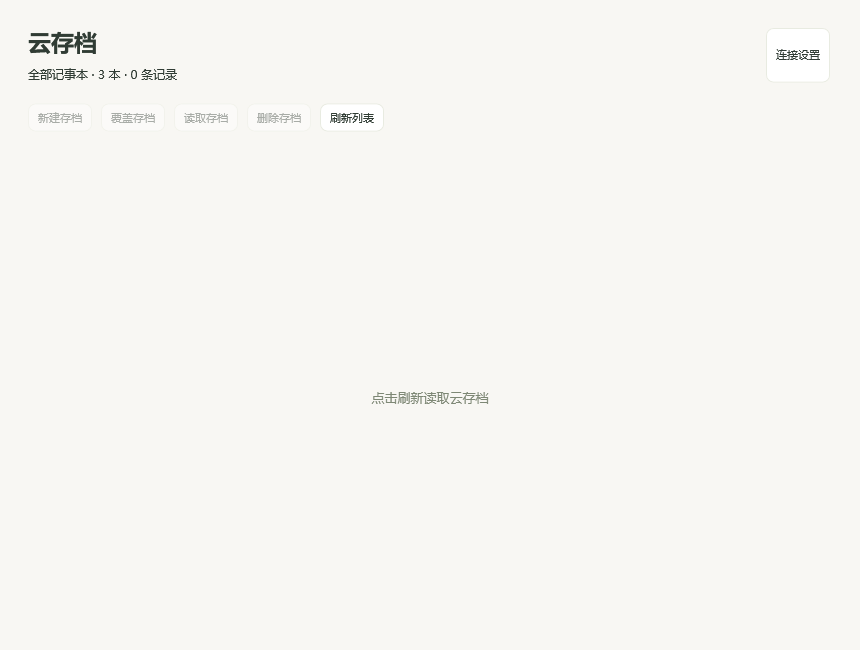 云存档
连接设置
全部记事本 · 3 本 · 0 条记录
新建存档 覆盖存档 读取存档 删除存档 刷新列表
点击刷新读取云存档